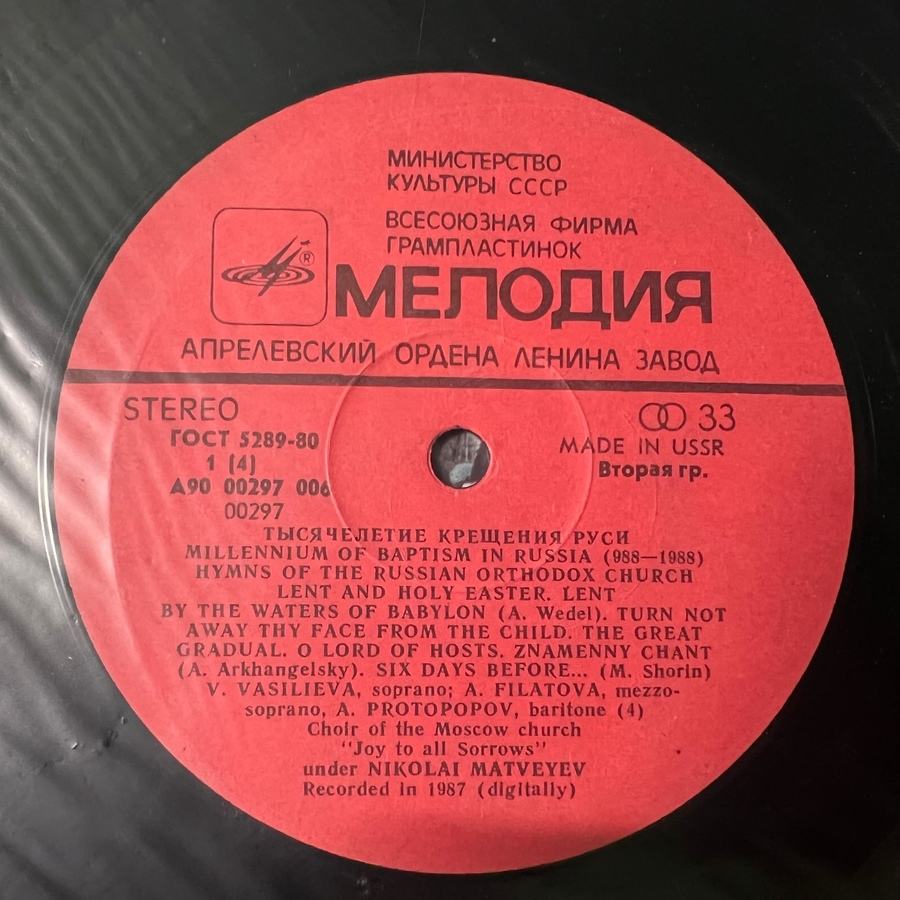 МИНИСТЕРСТВО
КУЛЬТУРЫ СССР
ВСЕСОЮЗНАЯ ФИРМА
ГРАМПЛАСТИНОК
®
МЕЛОДИЯ
АПРЕЛЕВСКИЙ ОРДЕНА ЛЕНИНА ЗАВОД
STEREO
33
ГОСТ 5289-80
MADE IN USSR
1 (4)
Вторая гр.
А90 00297 006
00297
ТЫСЯЧЕЛЕТИЕ КРЕЩЕНИЯ РУСИ
MILLENNIUM OF BAPTISM IN RUSSIA (988—1988)
HYMNS OF THE RUSSIAN ORTHODOX CHURCH
LENT AND HOLY EASTER. LENT
BY THE WATERS OF BABYLON (A. Wedel). TURN NOT
AWAY THY FACE FROM THE CHILD. THE GREAT
GRADUAL. O LORD OF HOSTS. ZNAMENNY CHANT
(A. Arkhangelsky). SIX DAYS BEFORE... (M. Shorin)
V. VASILIEVA, soprano; A. FILATOVA, mezzo-
soprano, A. PROTOPOPOV, baritone (4)
Choir of the Moscow church
"Joy to all Sorrows"
under NIKOLAI MATVEYEV
Recorded in 1987 (digitally)